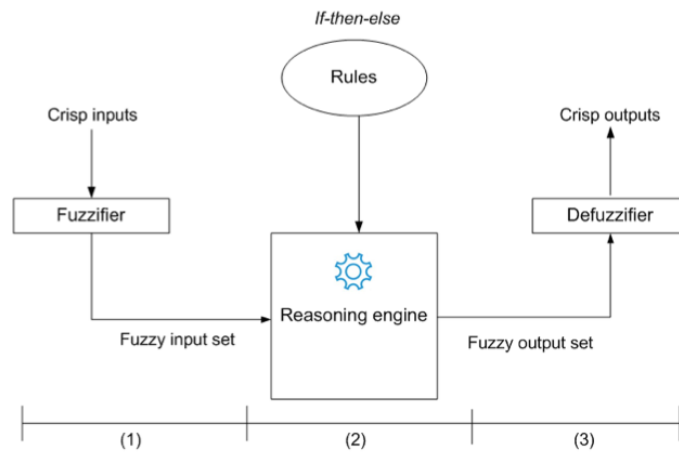 If-then-else
Rules
Crisp inputs
Crisp outputs
Fuzzifier
Defuzzifier
Reasoning engine
Fuzzy input set
Fuzzy output set
(1)
(2)
(3)